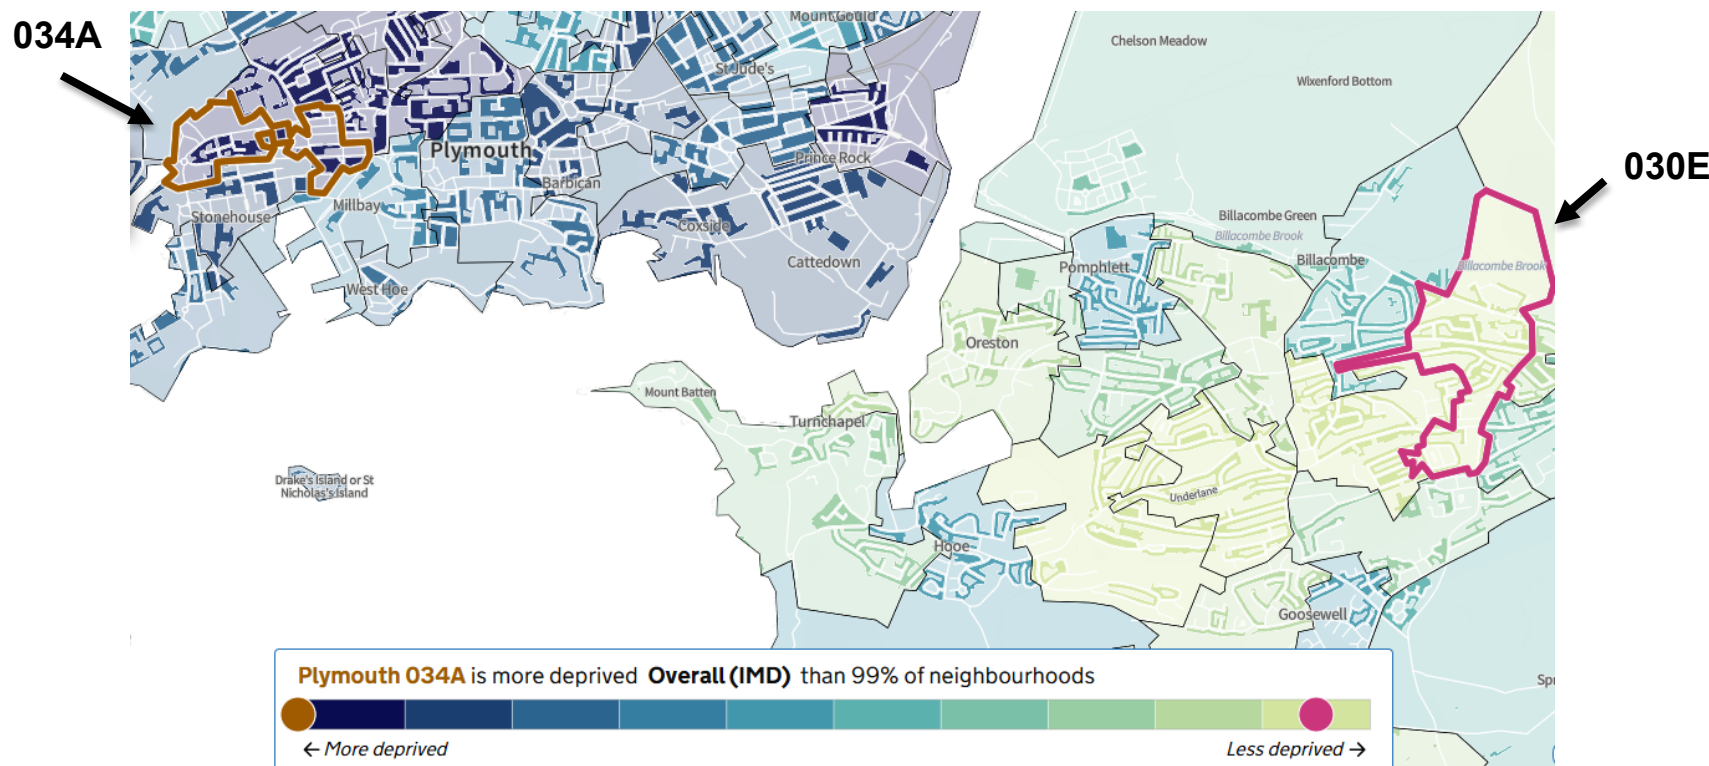 034A
Mount Gould
Chelson Meadow
St Jude's
Wixenford Bottom
Plymouth
Prince Rock
030E
Barbican
Millbay
Stonehouse
Billacombe Green
Coxside
Billacombe Brook
Cattedown
Pomphlett
Billacombe
Billacombe Brook
West Hoe
Oreston
Mount Batten
Turnchapel
Drake's Island or St
Nicholas's Island
Underlane
Hooe
Goosewell
Plymouth 034A is more deprived Overall (IMD) than 99% of neighbourhoods
← More deprived
Less deprived →